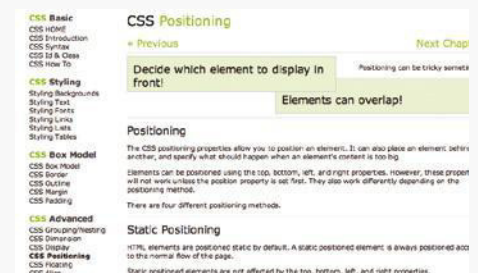 CSS Basic
CSS HOME
CSS Introduction
CSS Syntax
CSS Id & Class
CSS How To
CSS Styling
Styling Backgrounds
Styling Text
Styling Fonts
Styling Links
Styling Lists
Styling Tables
CSS Box Model
CSS Box Model
CSS Border
CSS Outline
CSS Margin
CSS Padding
CSS Advanced
CSS Grouping/Nesting
CSS Dimension
CSS Display
CSS Positioning
CSS Floating
CSS Align
CSS Positioning
« Previous
Next Chap
Decide which element to display in
front!
Positioning can be tricky someti
Elements can overlap!
Positioning
The CSS positioning properties allow you to position an element. It can also place an element behin
another, and specify what should happen when an element's content is too big.
Elements can be positioned using the top, bottom, left, and right properties. However, these propert
will not work unless the position property is set first. They also work differently depending on the
positioning method.
There are four different positioning methods.
Static Positioning
HTML elements are positioned static by default. A static positioned element is always positioned acco
to the normal flow of the page.
Static positioned elements are not affected by the top, bottom, left, and right properties.